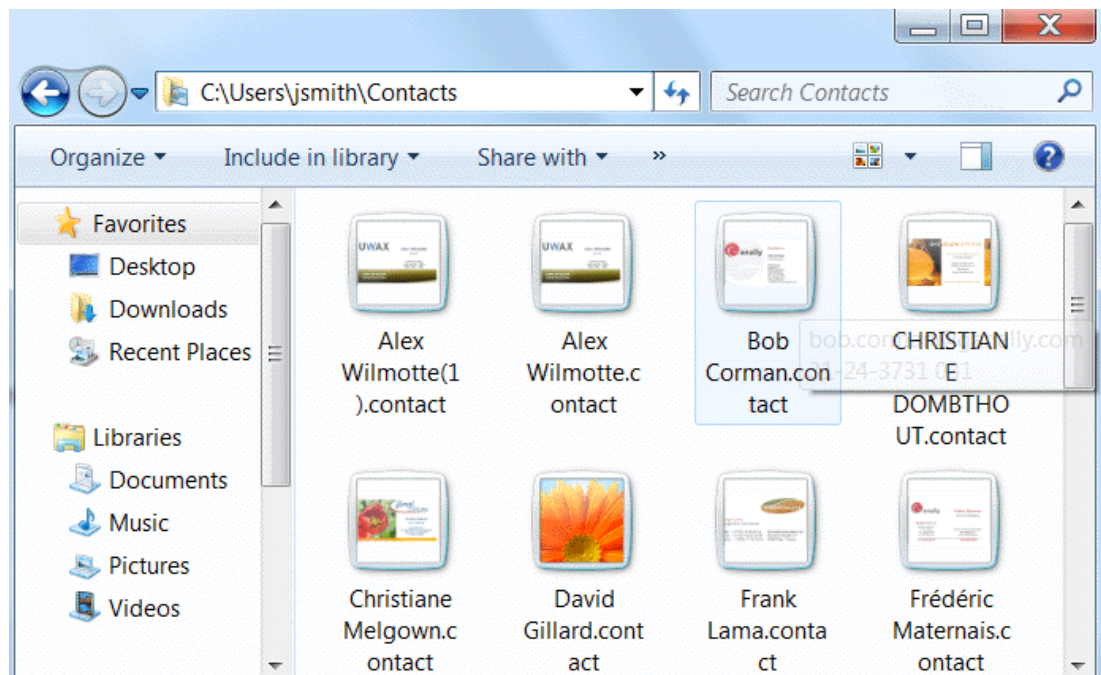 C:\Users\jsmith\Contacts
Search Contacts
Organize
Include in library
Share with
»
Favorites
Desktop
Downloads
Recent Places
Libraries
Documents
Music
Pictures
Videos
UWAX
Alex
Wilmotte(1
).contact
UWAX
Alex
Wilmotte.c
ontact
Bob
Corman.con
tact
CHRISTIAN
E
DOMBTHO
UT.contact
Christiane
Melgown.c
ontact
David
Gillard.cont
act
Frank
Lama.conta
ct
Frédéric
Maternais.c
ontact